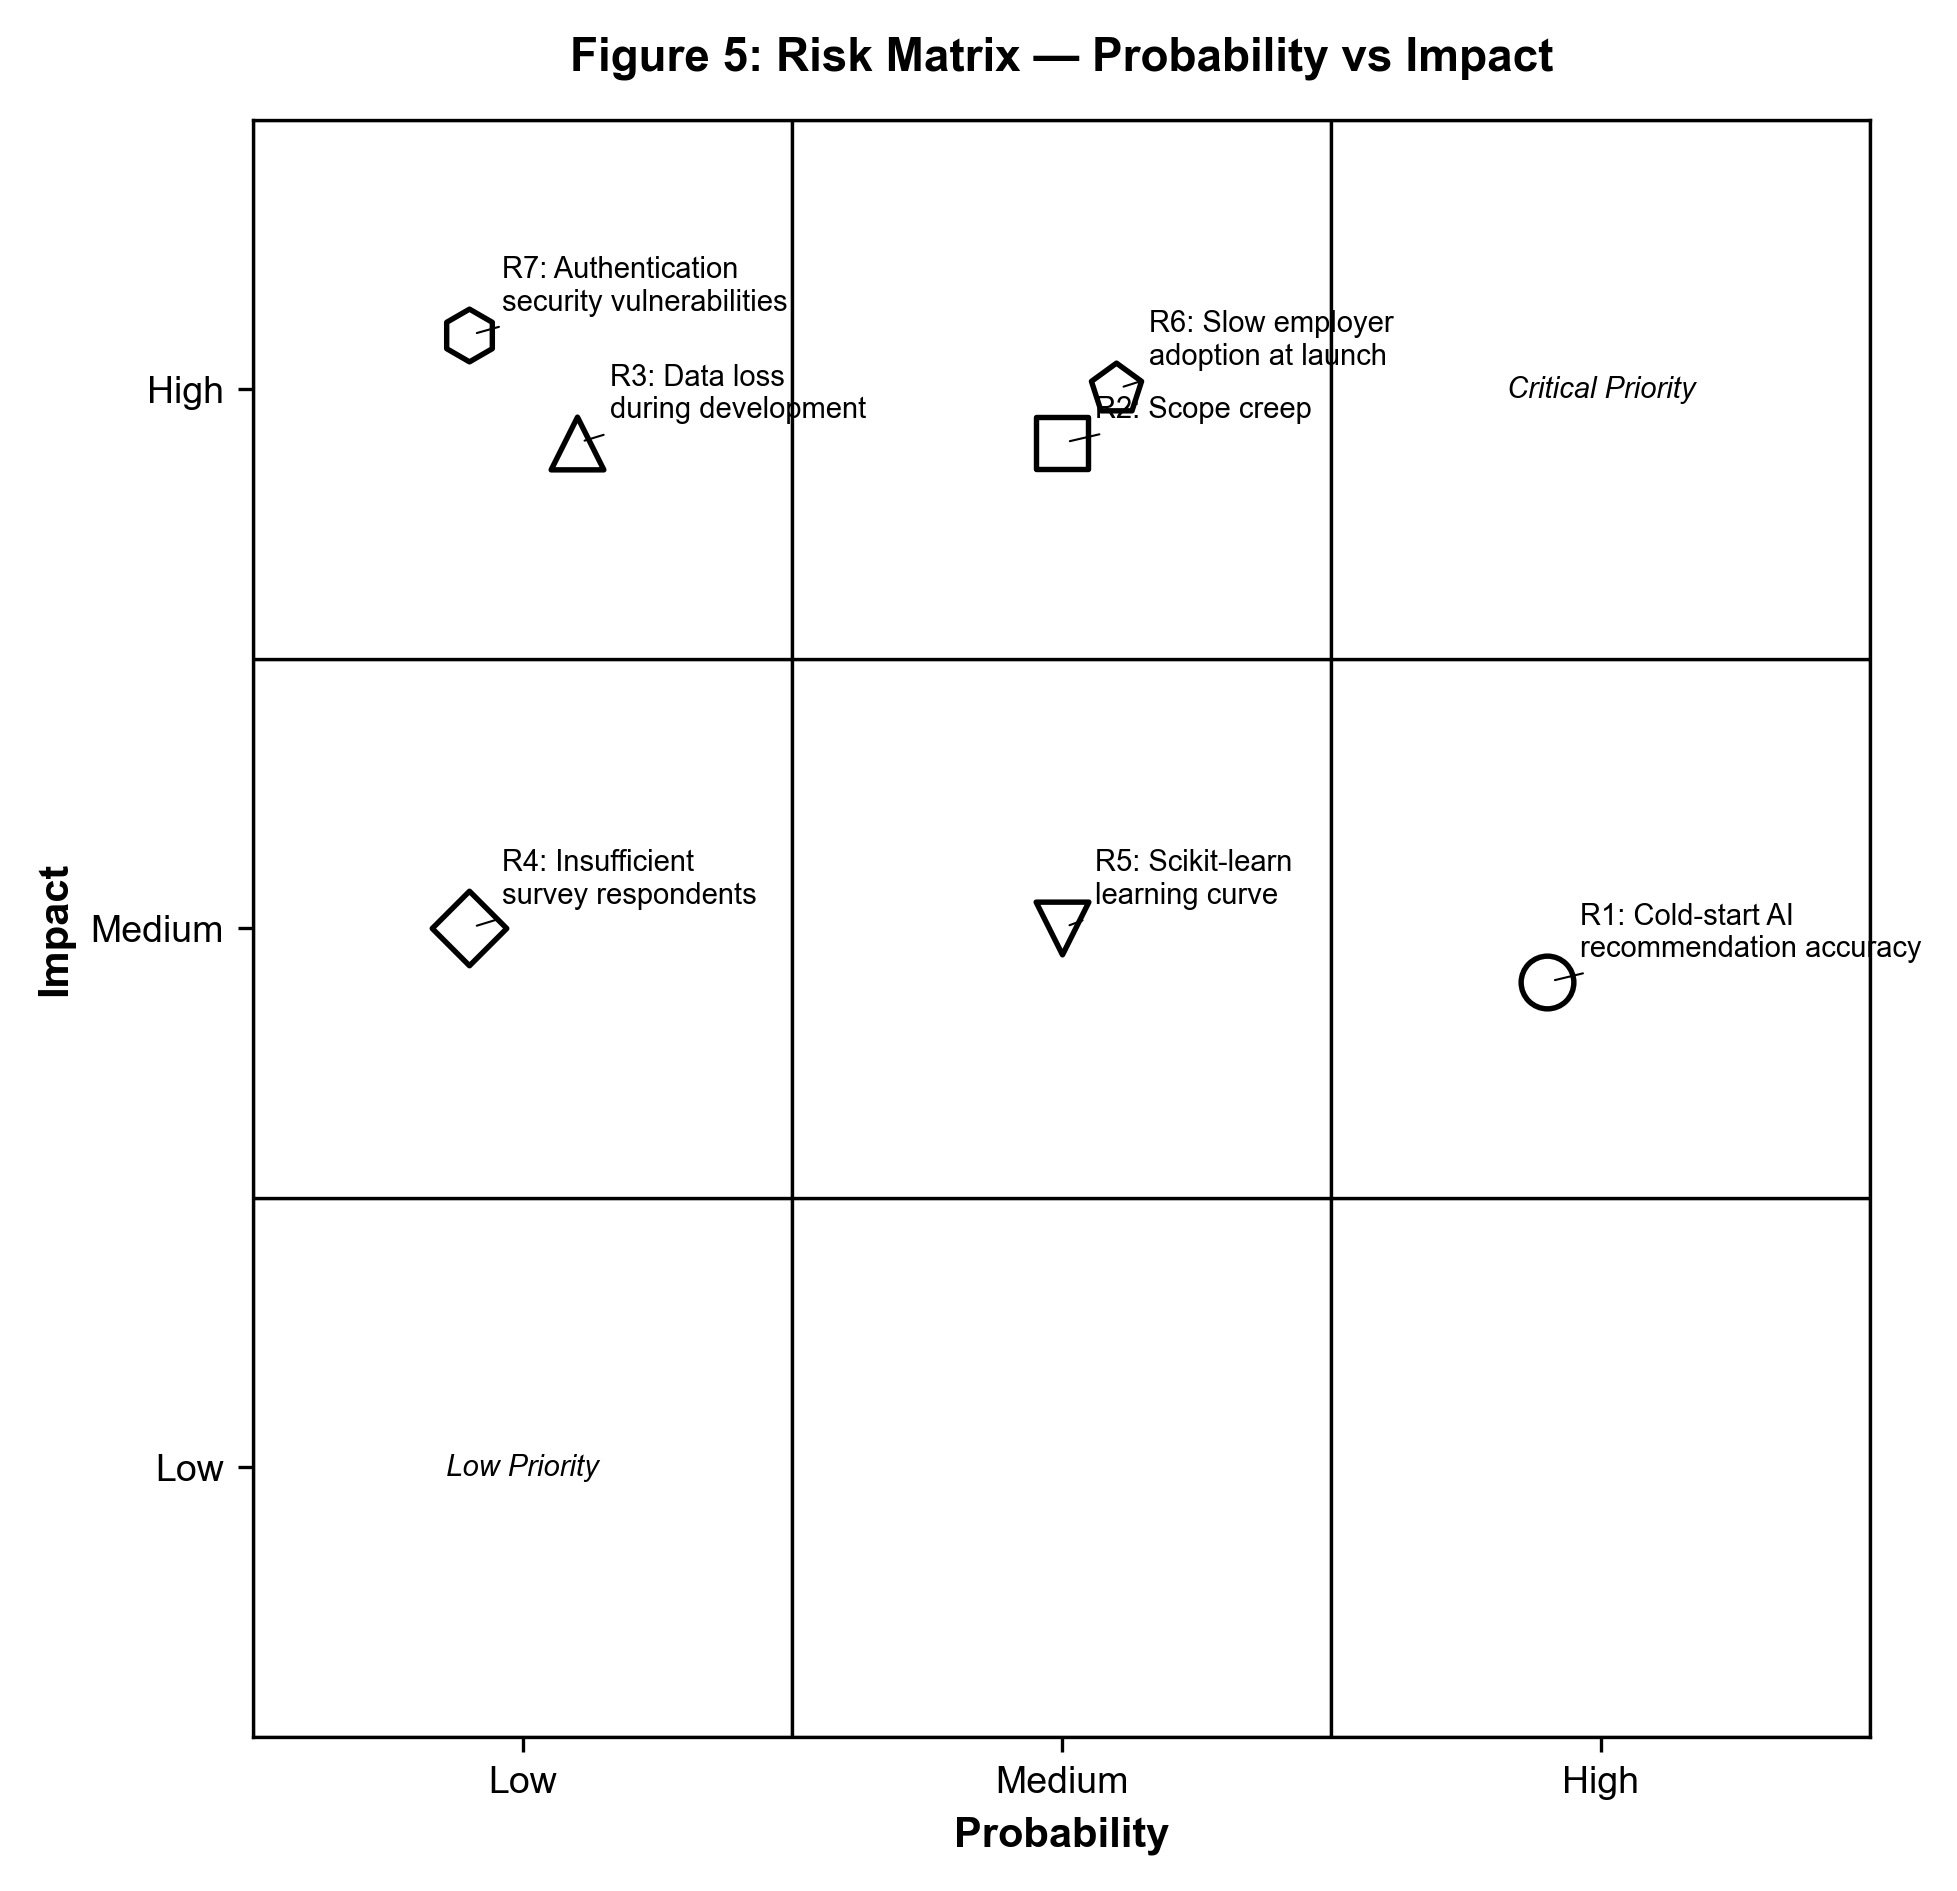 Figure 5: Risk Matrix — Probability vs Impact
R7: Authentication
security vulnerabilities
R6: Slow employer
adoption at launch
R3: Data loss
during development
High
Critical Priority
R2: Scope creep
R4: Insufficient
survey respondents
R5: Scikit-learn
learning curve
R1: Cold-start AI
recommendation accuracy
Impact
Medium
Low
Low Priority
Low
Medium
High
Probability